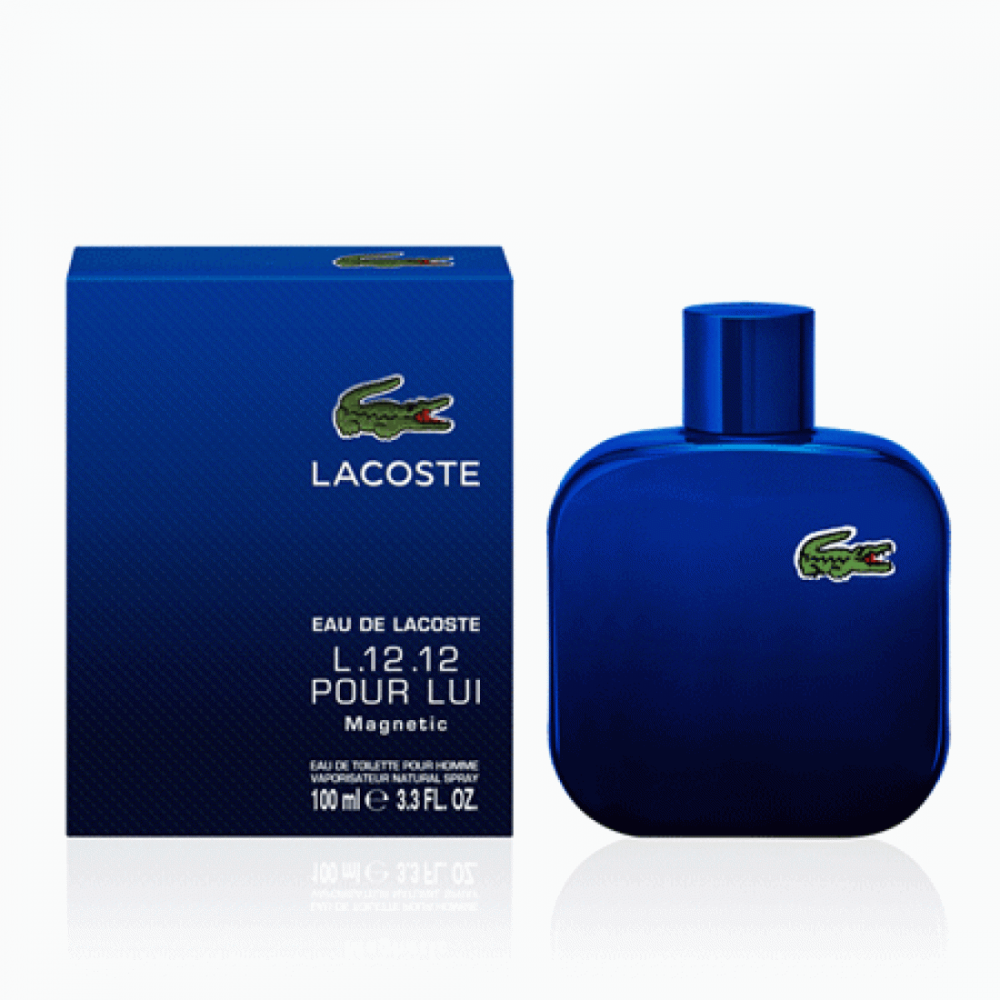 LACOSTE
EAU DE LACOSTE
L.12.12
POUR LUI
Magnetic
EAU DE TOILETTE POUR HOMME
VAPORISATEUR NATURAL SPRAY
100 ml ℮ 3.3 FL. OZ.